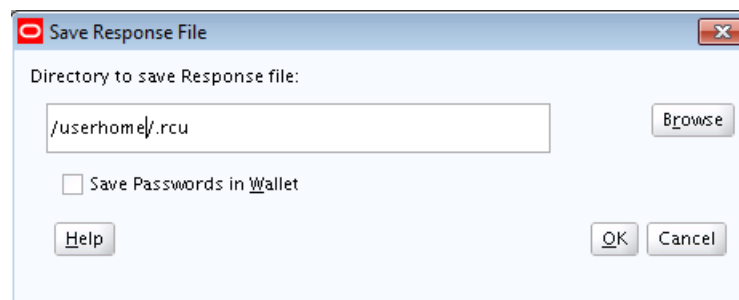 Save Response File
Directory to save Response file:
/userhome/.rcu
Browse
Save Passwords in Wallet
Help
OK
Cancel